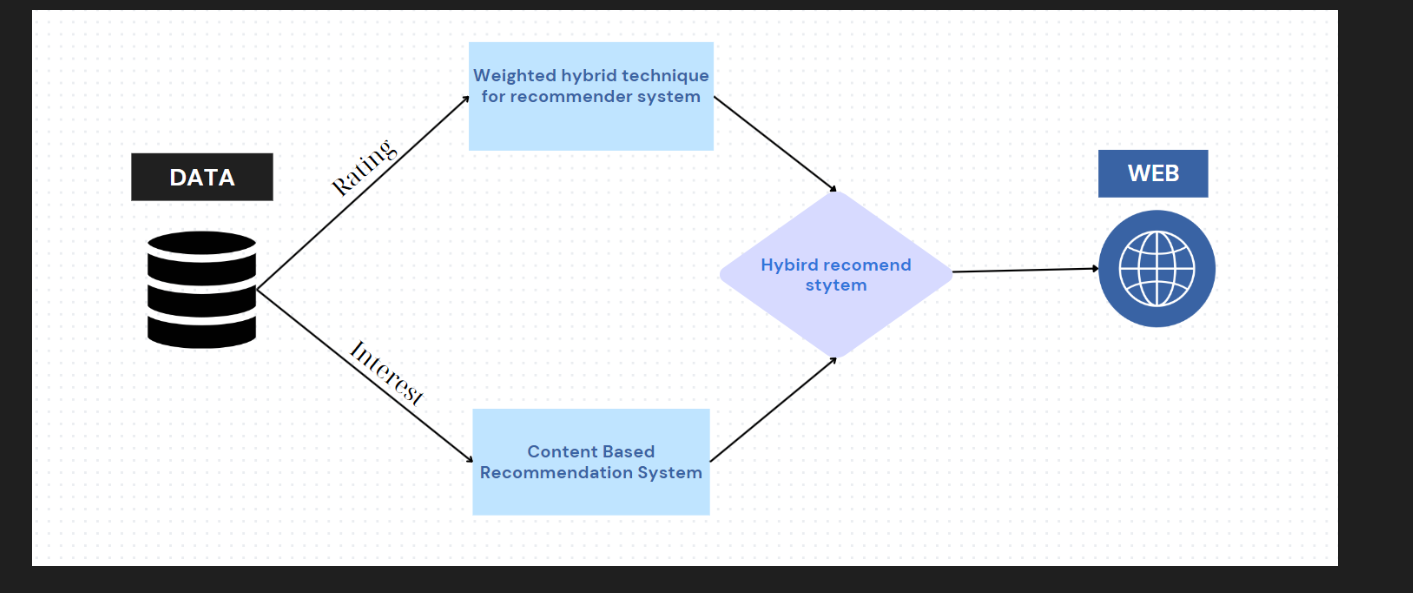 Weighted hybrid technique
for recommender system
Rating
DATA
WEB
Hybird recomend
stytem
Interest
Content Based
Recommendation System